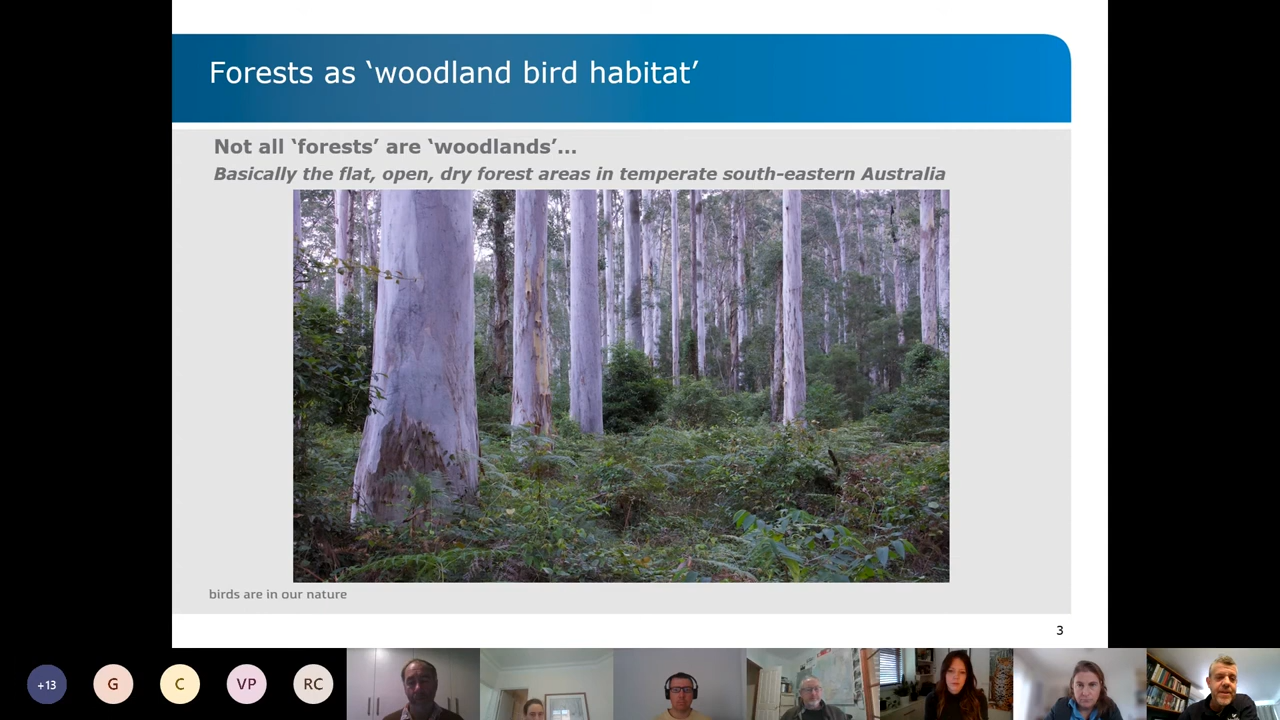 Forests as ‘woodland bird habitat’
Not all ‘forests’ are ‘woodlands’...
Basically the flat, open, dry forest areas in temperate south-eastern Australia
birds are in our nature
3
+13
G
C
VP
RC